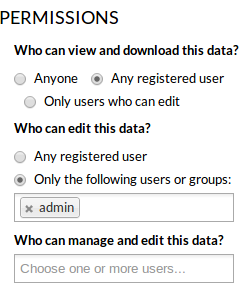 PERMISSIONS
Who can view and download this data?
Anyone Any registered user
Only users who can edit
Who can edit this data?
Any registered user
Only the following users or groups:
× admin
Who can manage and edit this data?
Choose one or more users...